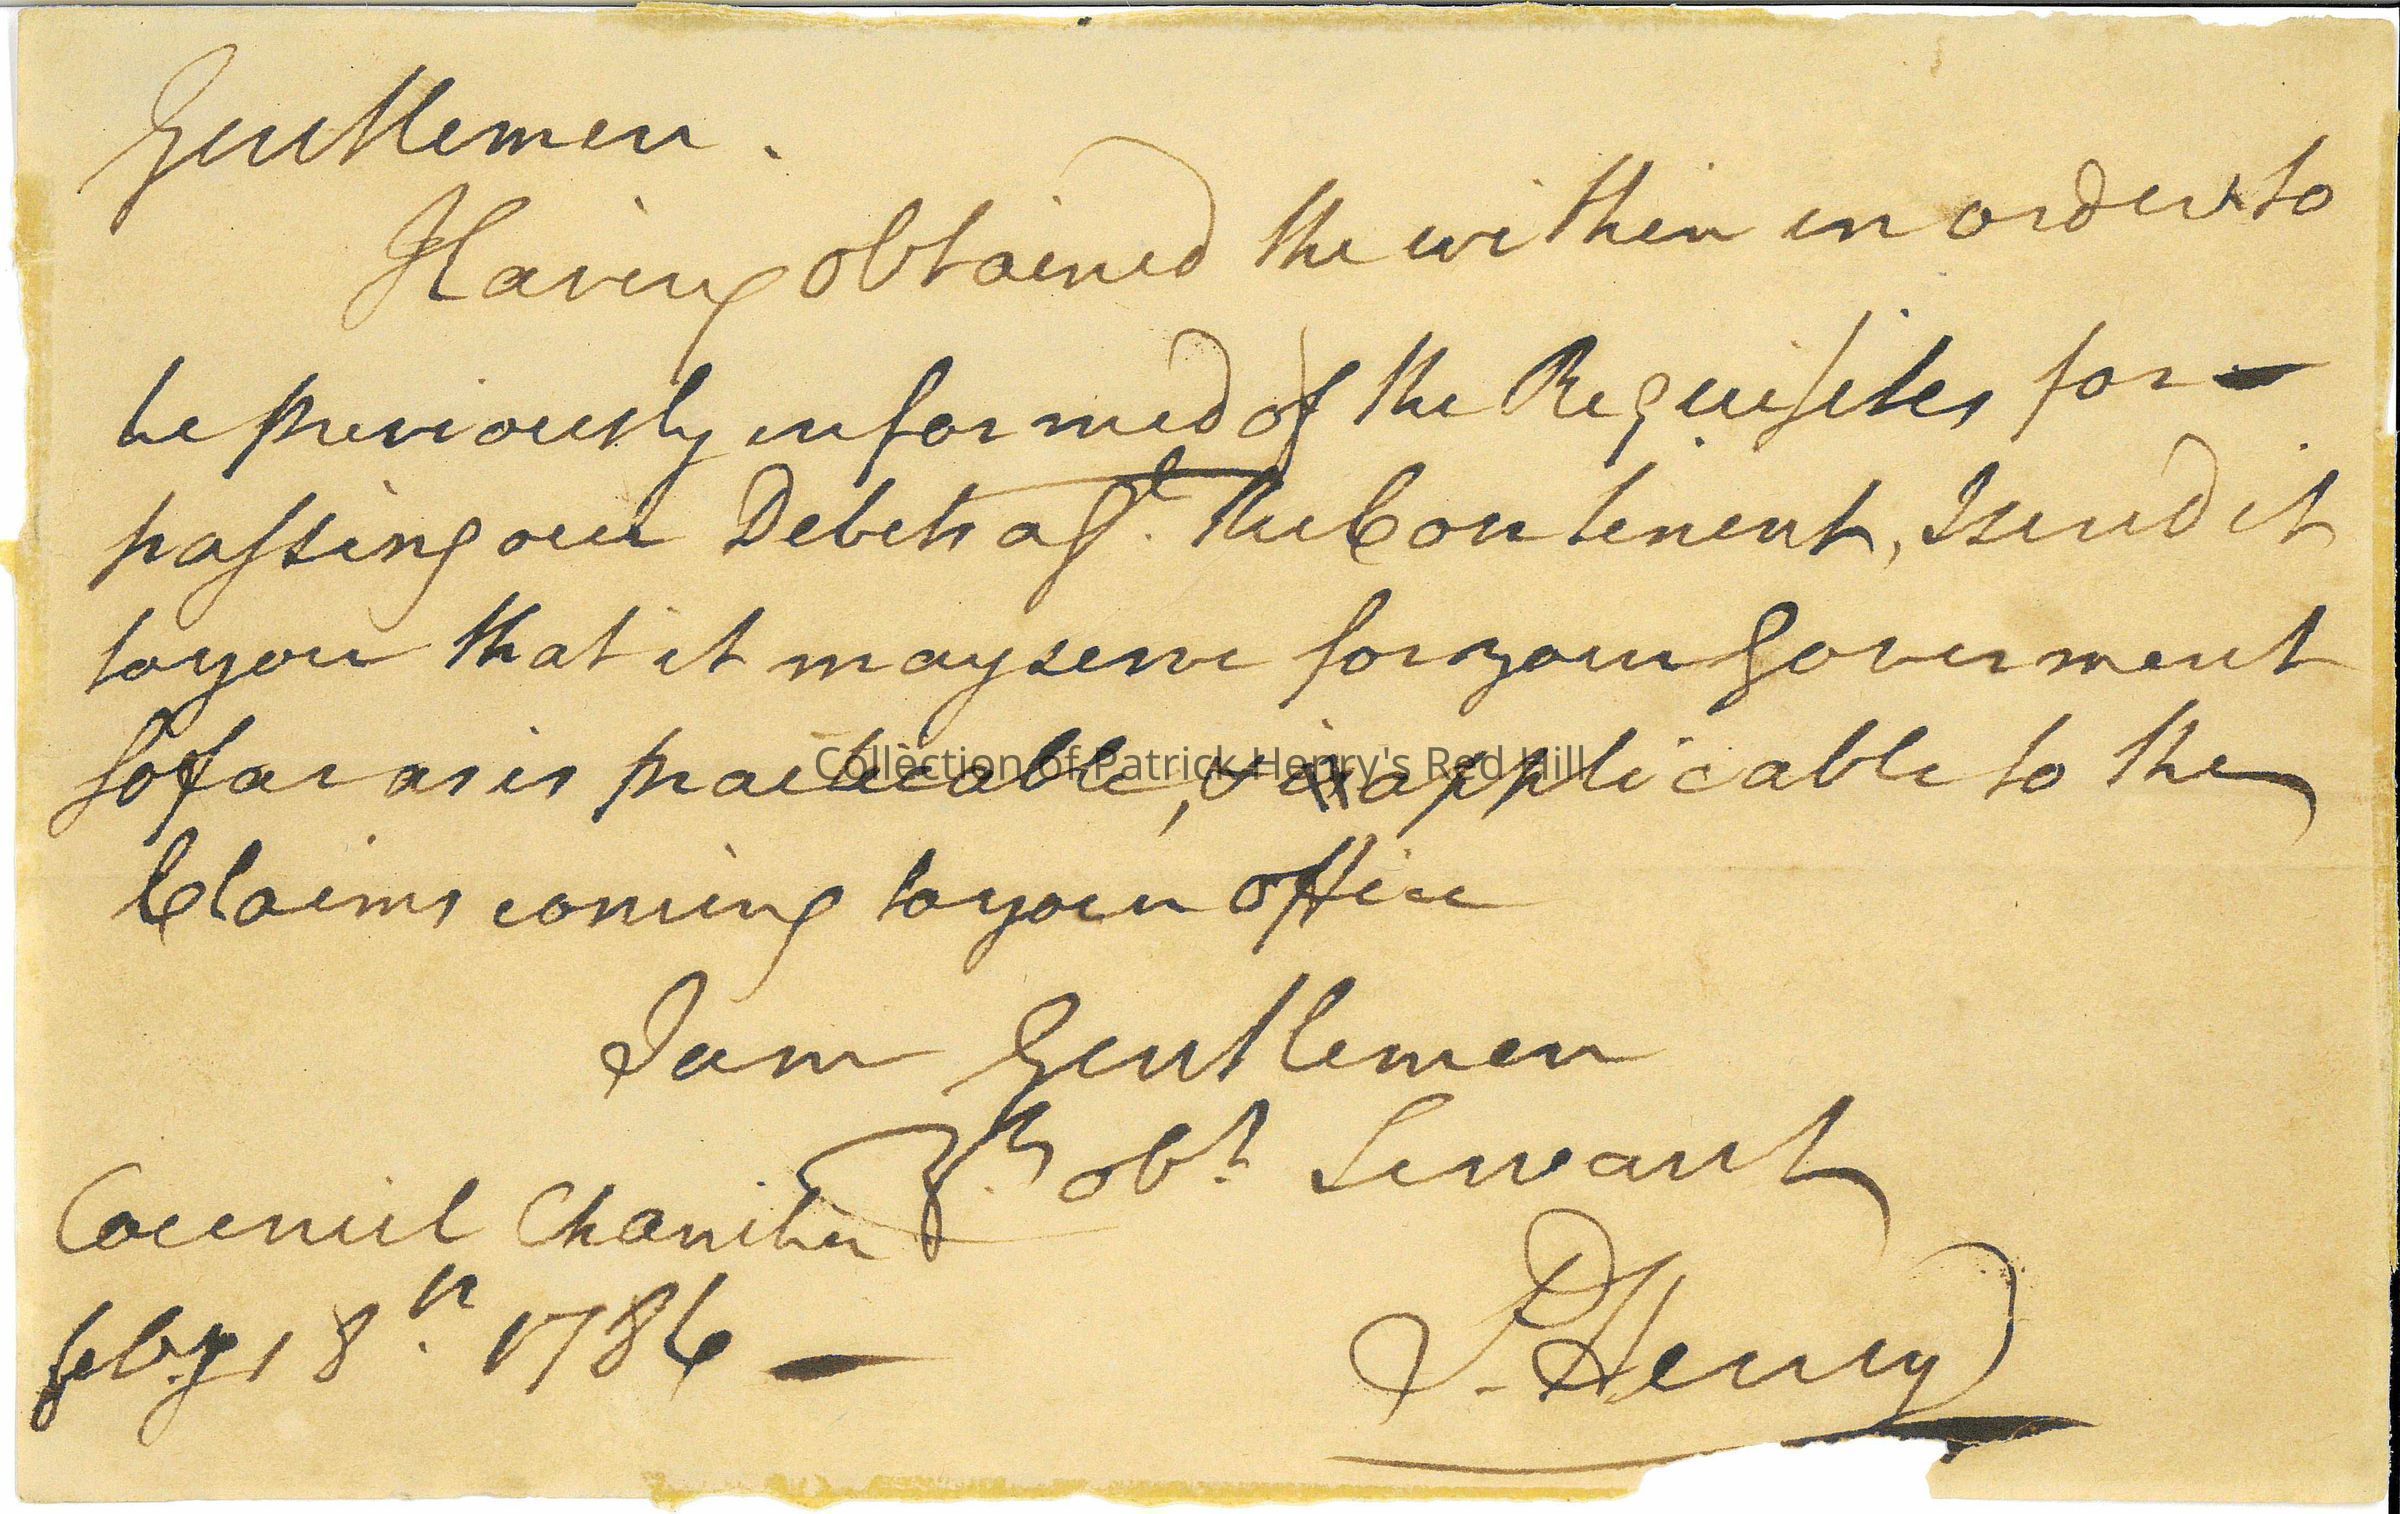 Gentlemen.
Having obtained the within in order to
be previously informed of the Requisites for
passing our Debets agt. the Continent, I send it
to you that it may serve for your Goverment
so far as is practicable, & is applicable to the
Collection of Patrick Henry's Red Hill
Claims coming to your office
I am Gentlemen
yr. obt. Servant
Council Chamber
feby. 18th. 1786
P. Henry